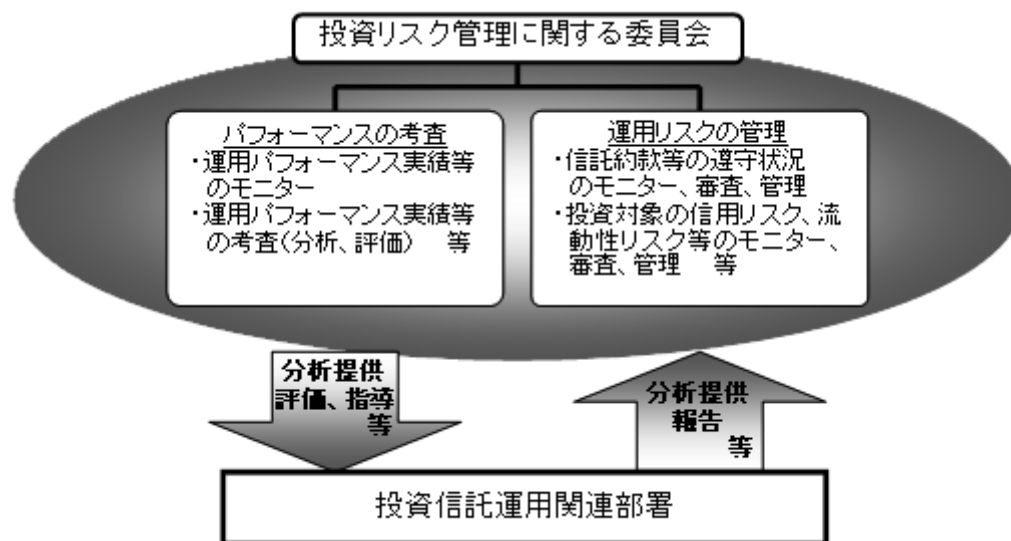 投資リスク管理に関する委員会
パフォーマンスの考査
・運用パフォーマンス実績等
のモニター
・運用パフォーマンス実績等
の考査(分析、評価) 等
運用リスクの管理
・信託約款等の遵守状況
のモニター、審査、管理
・投資対象の信用リスク、流
動性リスク等のモニター、
審査、管理 等
分析提供
評価、指導
等
分析提供
報告
等
投資信託運用関連部署